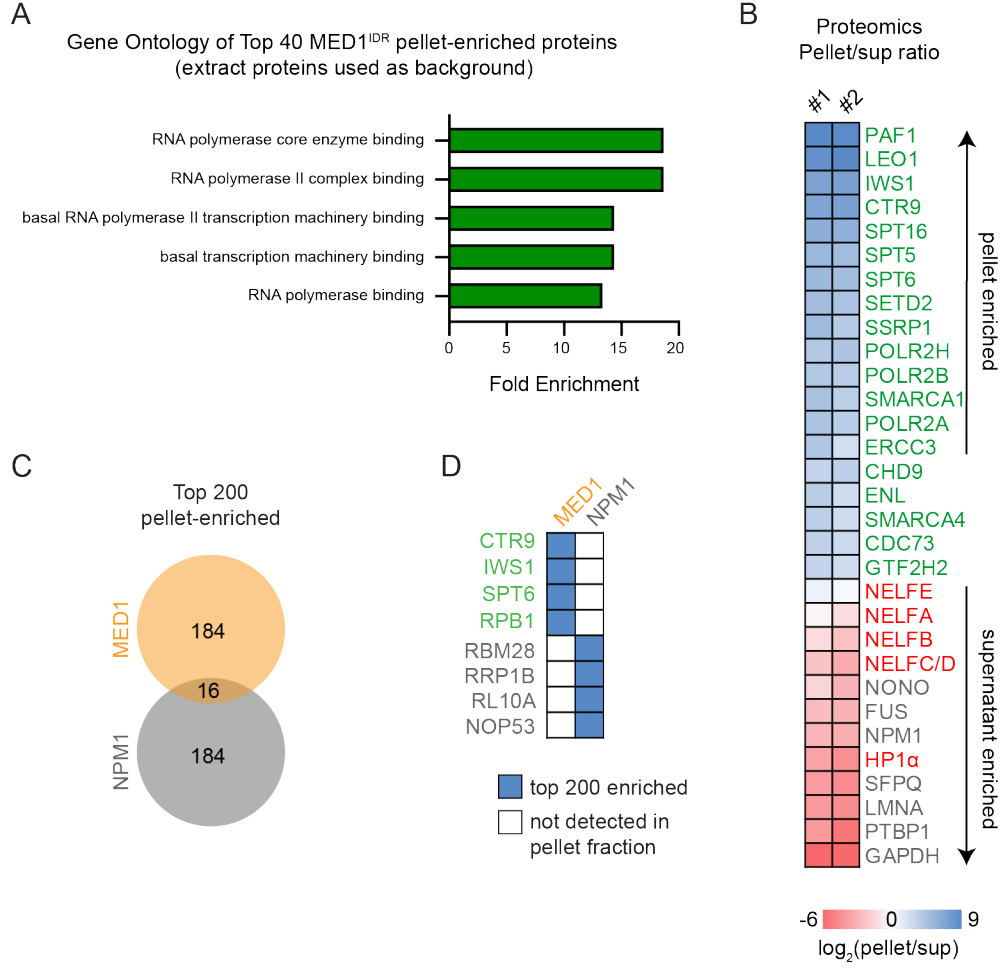 A
Gene Ontology of Top 40 MED1IDR pellet-enriched proteins
(extract proteins used as background)
RNA polymerase core enzyme binding
RNA polymerase II complex binding
basal RNA polymerase II transcription machinery binding
basal transcription machinery binding
RNA polymerase binding
0 5 10 15 20
Fold Enrichment
B
Proteomics
Pellet/sup ratio
#1 #2
PAF1
LEO1
IWS1
CTR9
SPT16
SPT5
SPT6
SETD2
SSRP1
POLR2H
POLR2B
SMARCA1
POLR2A
ERCC3
CHD9
ENL
SMARCA4
CDC73
GTF2H2
NELFE
NELFA
NELFB
NELFC/D
NONO
FUS
NPM1
HP1α
SFPQ
LMNA
PTBP1
GAPDH
pellet enriched
supernatant enriched
-6 0 9
log2(pellet/sup)
C
Top 200
pellet-enriched
MED1
184
16
NPM1
184
D
MED1 NPM1
CTR9
IWS1
SPT6
RPB1
RBM28
RRP1B
RL10A
NOP53
top 200 enriched
not detected in
pellet fraction